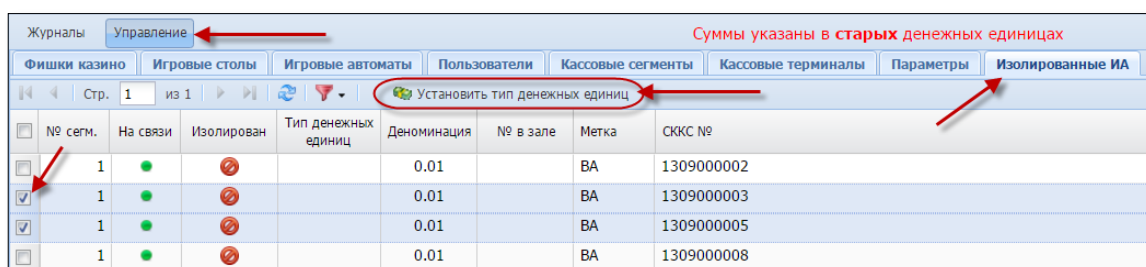 Журналы Управление Суммы указаны в старых денежных единицах
Фишки казино Игровые столы Игровые автоматы Пользователи Кассовые сегменты Кассовые терминалы Параметры Изолированные ИА
Стр. 1 из 1 Установить тип денежных единиц
№ сегм. На связи Изолирован Тип денежных единиц Деноминация № в зале Метка СККС №
1 0.01 BA 1309000002
1 0.01 BA 1309000003
1 0.01 BA 1309000005
1 0.01 BA 1309000008